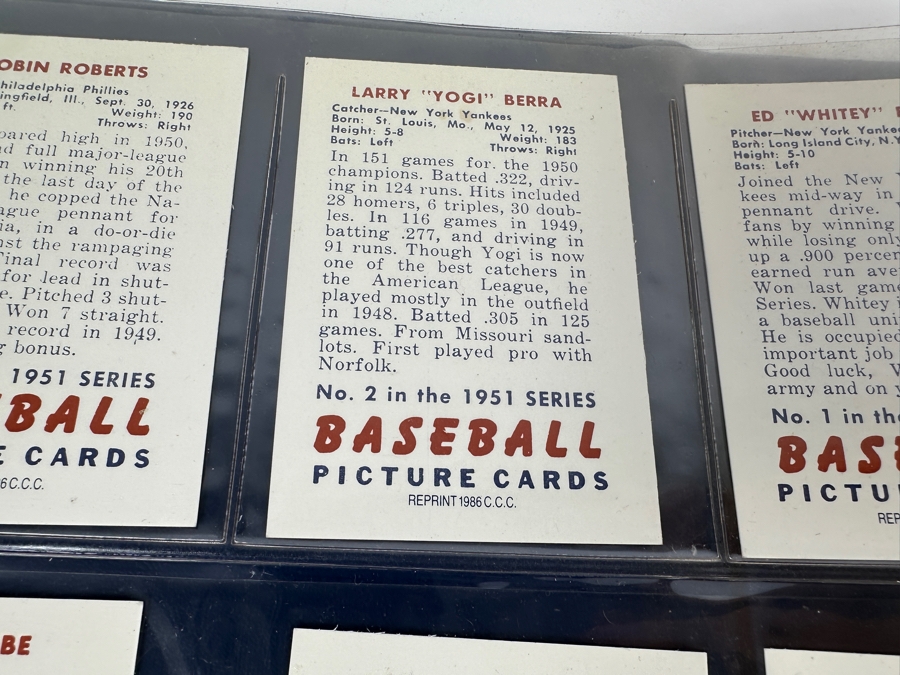 OBIN ROBERTS
hiladelphia Phillies
ingfield, Ill., Sept. 30, 1926
ft. Weight: 190
Throws: Right
oared high in 1950,
d full major-league
n winning his 20th
the last day of the
he copped the Na-
ague pennant for
ia, in a do-or-die
nst the rampaging
Final record was
for lead in shut-
e. Pitched 3 shut-
Won 7 straight.
record in 1949.
g bonus.
1951 SERIES
BALL
E CARDS
6 C.C.C.
LARRY "YOGI" BERRA
Catcher—New York Yankees
Born: St. Louis, Mo., May 12, 1925
Height: 5-8 Weight: 183
Bats: Left Throws: Right
In 151 games for the 1950
champions. Batted .322, driv-
ing in 124 runs. Hits included
28 homers, 6 triples, 30 doub-
les. In 116 games in 1949,
batting .277, and driving in
91 runs. Though Yogi is now
one of the best catchers in
the American League, he
played mostly in the outfield
in 1948. Batted .305 in 125
games. From Missouri sand-
lots. First played pro with
Norfolk.
No. 2 in the 1951 SERIES
BASEBALL
PICTURE CARDS
REPRINT 1986 C.C.C.
ED "WHITEY"
Pitcher—New York Yankee
Born: Long Island City, N.Y
Height: 5-10
Bats: Left
Joined the New
kees mid-way in
pennant drive.
fans by winning
while losing only
up a .900 percen
earned run ave
Won last game
Series. Whitey i
a baseball uni
He is occupied
important job
Good luck, W
army and on y
No. 1 in the
BASE
PICTU
REP
BE